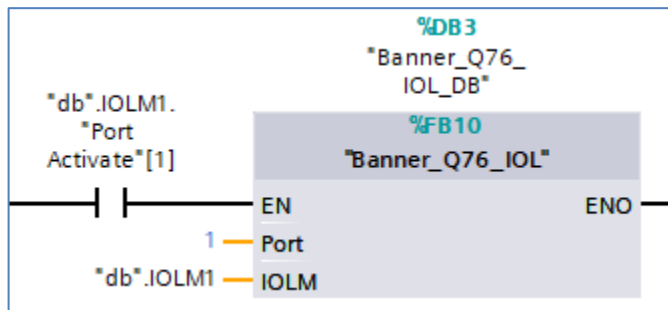 %DB3
"Banner_Q76_
IOL_DB"
"db".IOLM1.
"Port
Activate"[1]
%FB10
"Banner_Q76_IOL"
EN
ENO
1
Port
"db".IOLM1
IOLM